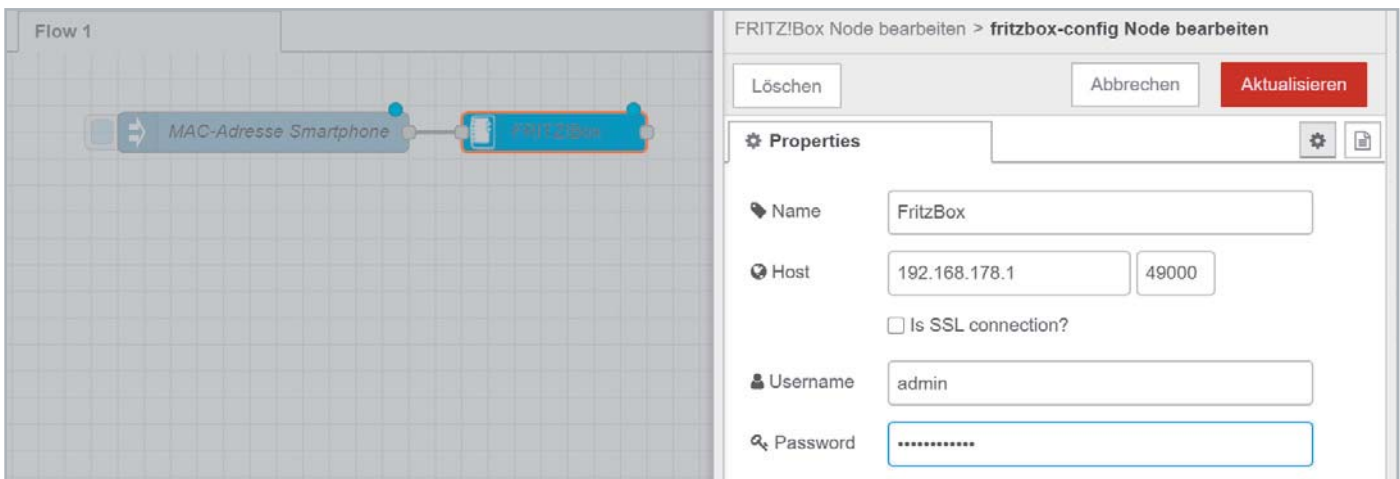 Flow 1
FRITZ!Box Node bearbeiten > fritzbox-config Node bearbeiten
Löschen
Abbrechen
Aktualisieren
MAC-Adresse Smartphone
FRITZ!Box
Properties
Name
FritzBox
Host
192.168.178.1
49000
Is SSL connection?
Username
admin
Password
••••••••••••